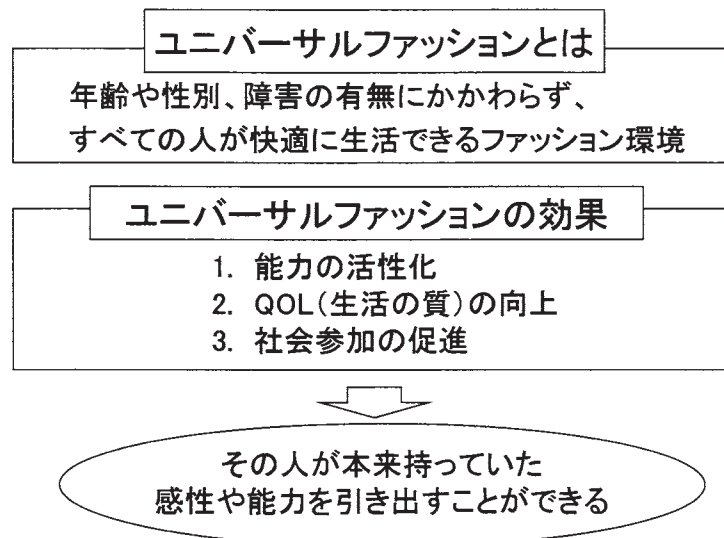 ユニバーサルファッションとは
年齢や性別、障害の有無にかかわらず、
すべての人が快適に生活できるファッション環境
ユニバーサルファッションの効果
1. 能力の活性化
2. QOL(生活の質)の向上
3. 社会参加の促進
その人が本来持っていた
感性や能力を引き出すことができる